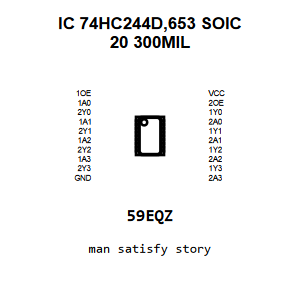 IC 74HC244D,653 SOIC
20 300MIL
1OE VCC
1A0 2OE
2Y0 1Y0
1A1 2A0
2Y1 1Y1
1A2 2A1
2Y2 1Y2
1A3 2A2
2Y3 1Y3
GND 2A3
59EQZ
man satisfy story